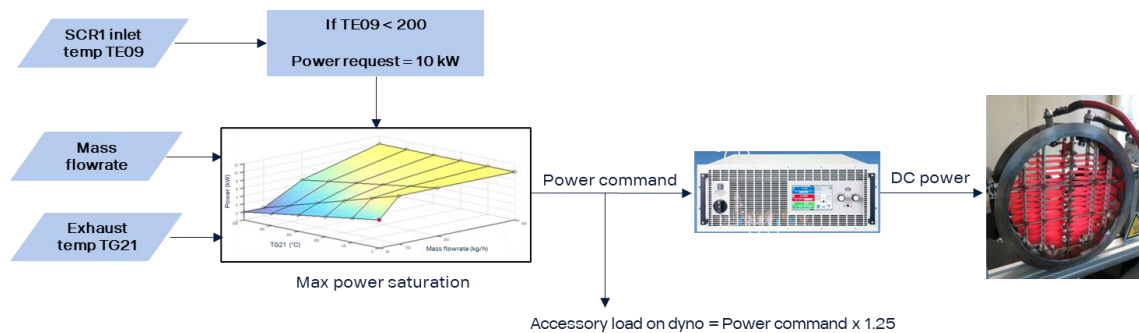 SCR1 inlet
temp TE09
If TE09 < 200
Power request = 10 kW
Mass
flowrate
Exhaust
temp TG21
Power (kW)
TG21 (°C)
Mass flowrate (kg/h)
Max power saturation
Power command
DC power
Accessory load on dyno = Power command x 1.25